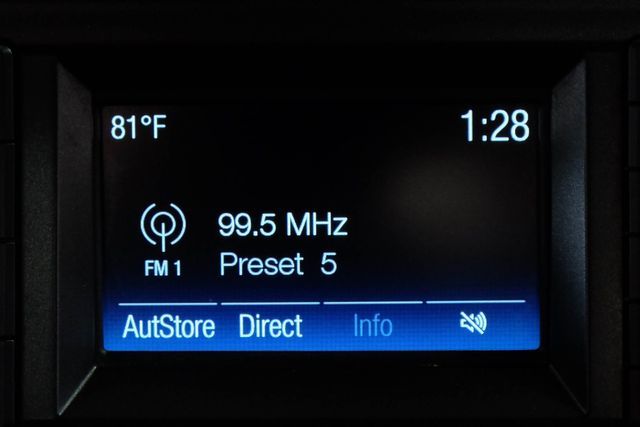 81°F 1:28
99.5 MHz
FM 1 Preset 5
AutStore Direct Info